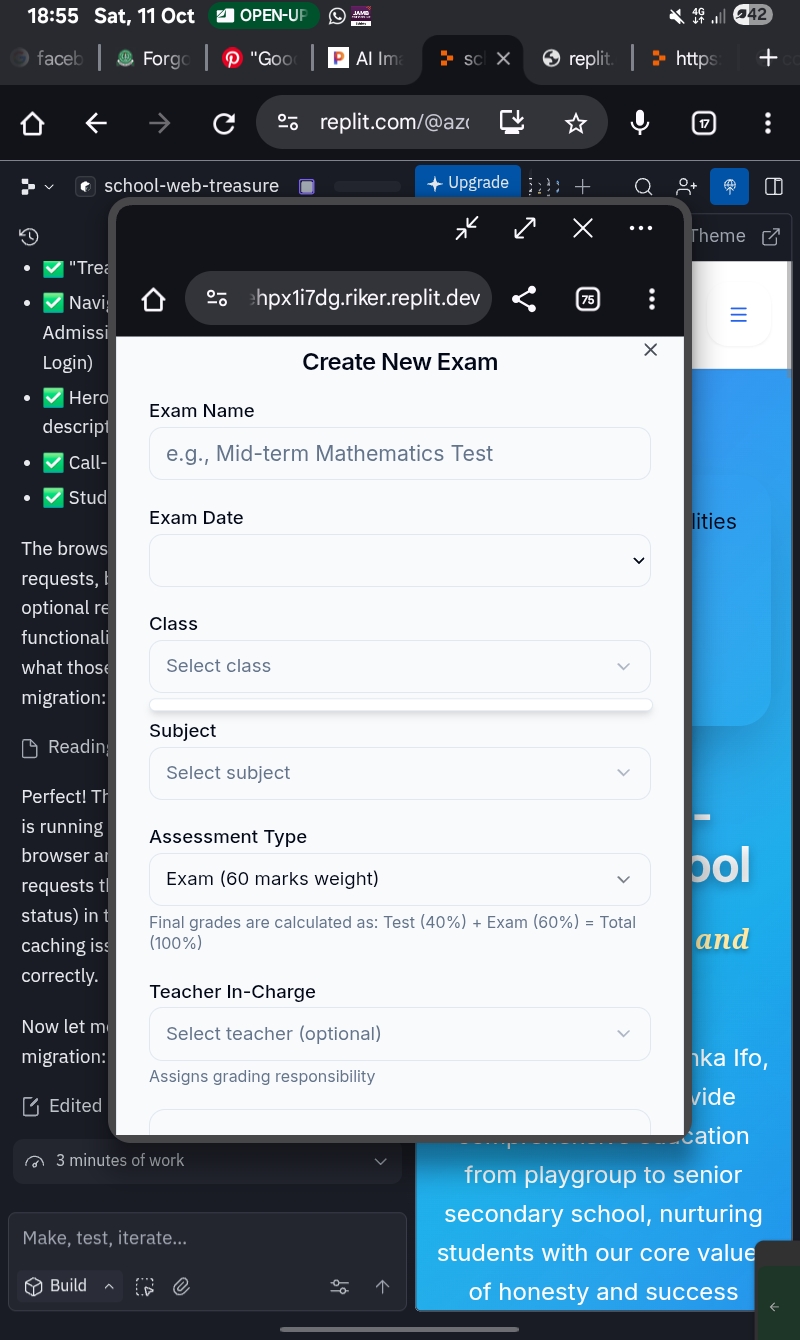 18:55 Sat, 11 Oct OPEN-UP 4G 42
faceb Forgo "Goo AI Im sc replit. https:
replit.com/@azo 17
school-web-treasure Upgrade
Theme
ehpx1i7dg.riker.replit.dev 75
"Trea
Navig
Admissi
Login)
Hero
descript
Call-
Stud
The brows
requests, b
optional re
functionali
what those
migration:
Reading
Perfect! Th
is running
browser an
requests th
status) in t
caching iss
correctly.
Now let me
migration:
Edited
3 minutes of work
Make, test, iterate...
Build
Create New Exam
Exam Name
e.g., Mid-term Mathematics Test
Exam Date
Class
Select class
Subject
Select subject
Assessment Type
Exam (60 marks weight)
Final grades are calculated as: Test (40%) + Exam (60%) = Total
(100%)
Teacher In-Charge
Select teacher (optional)
Assigns grading responsibility
lities
-
ool
and
nka Ifo,
vide
comprehensive education
from playgroup to senior
secondary school, nurturing
students with our core value
of honesty and success